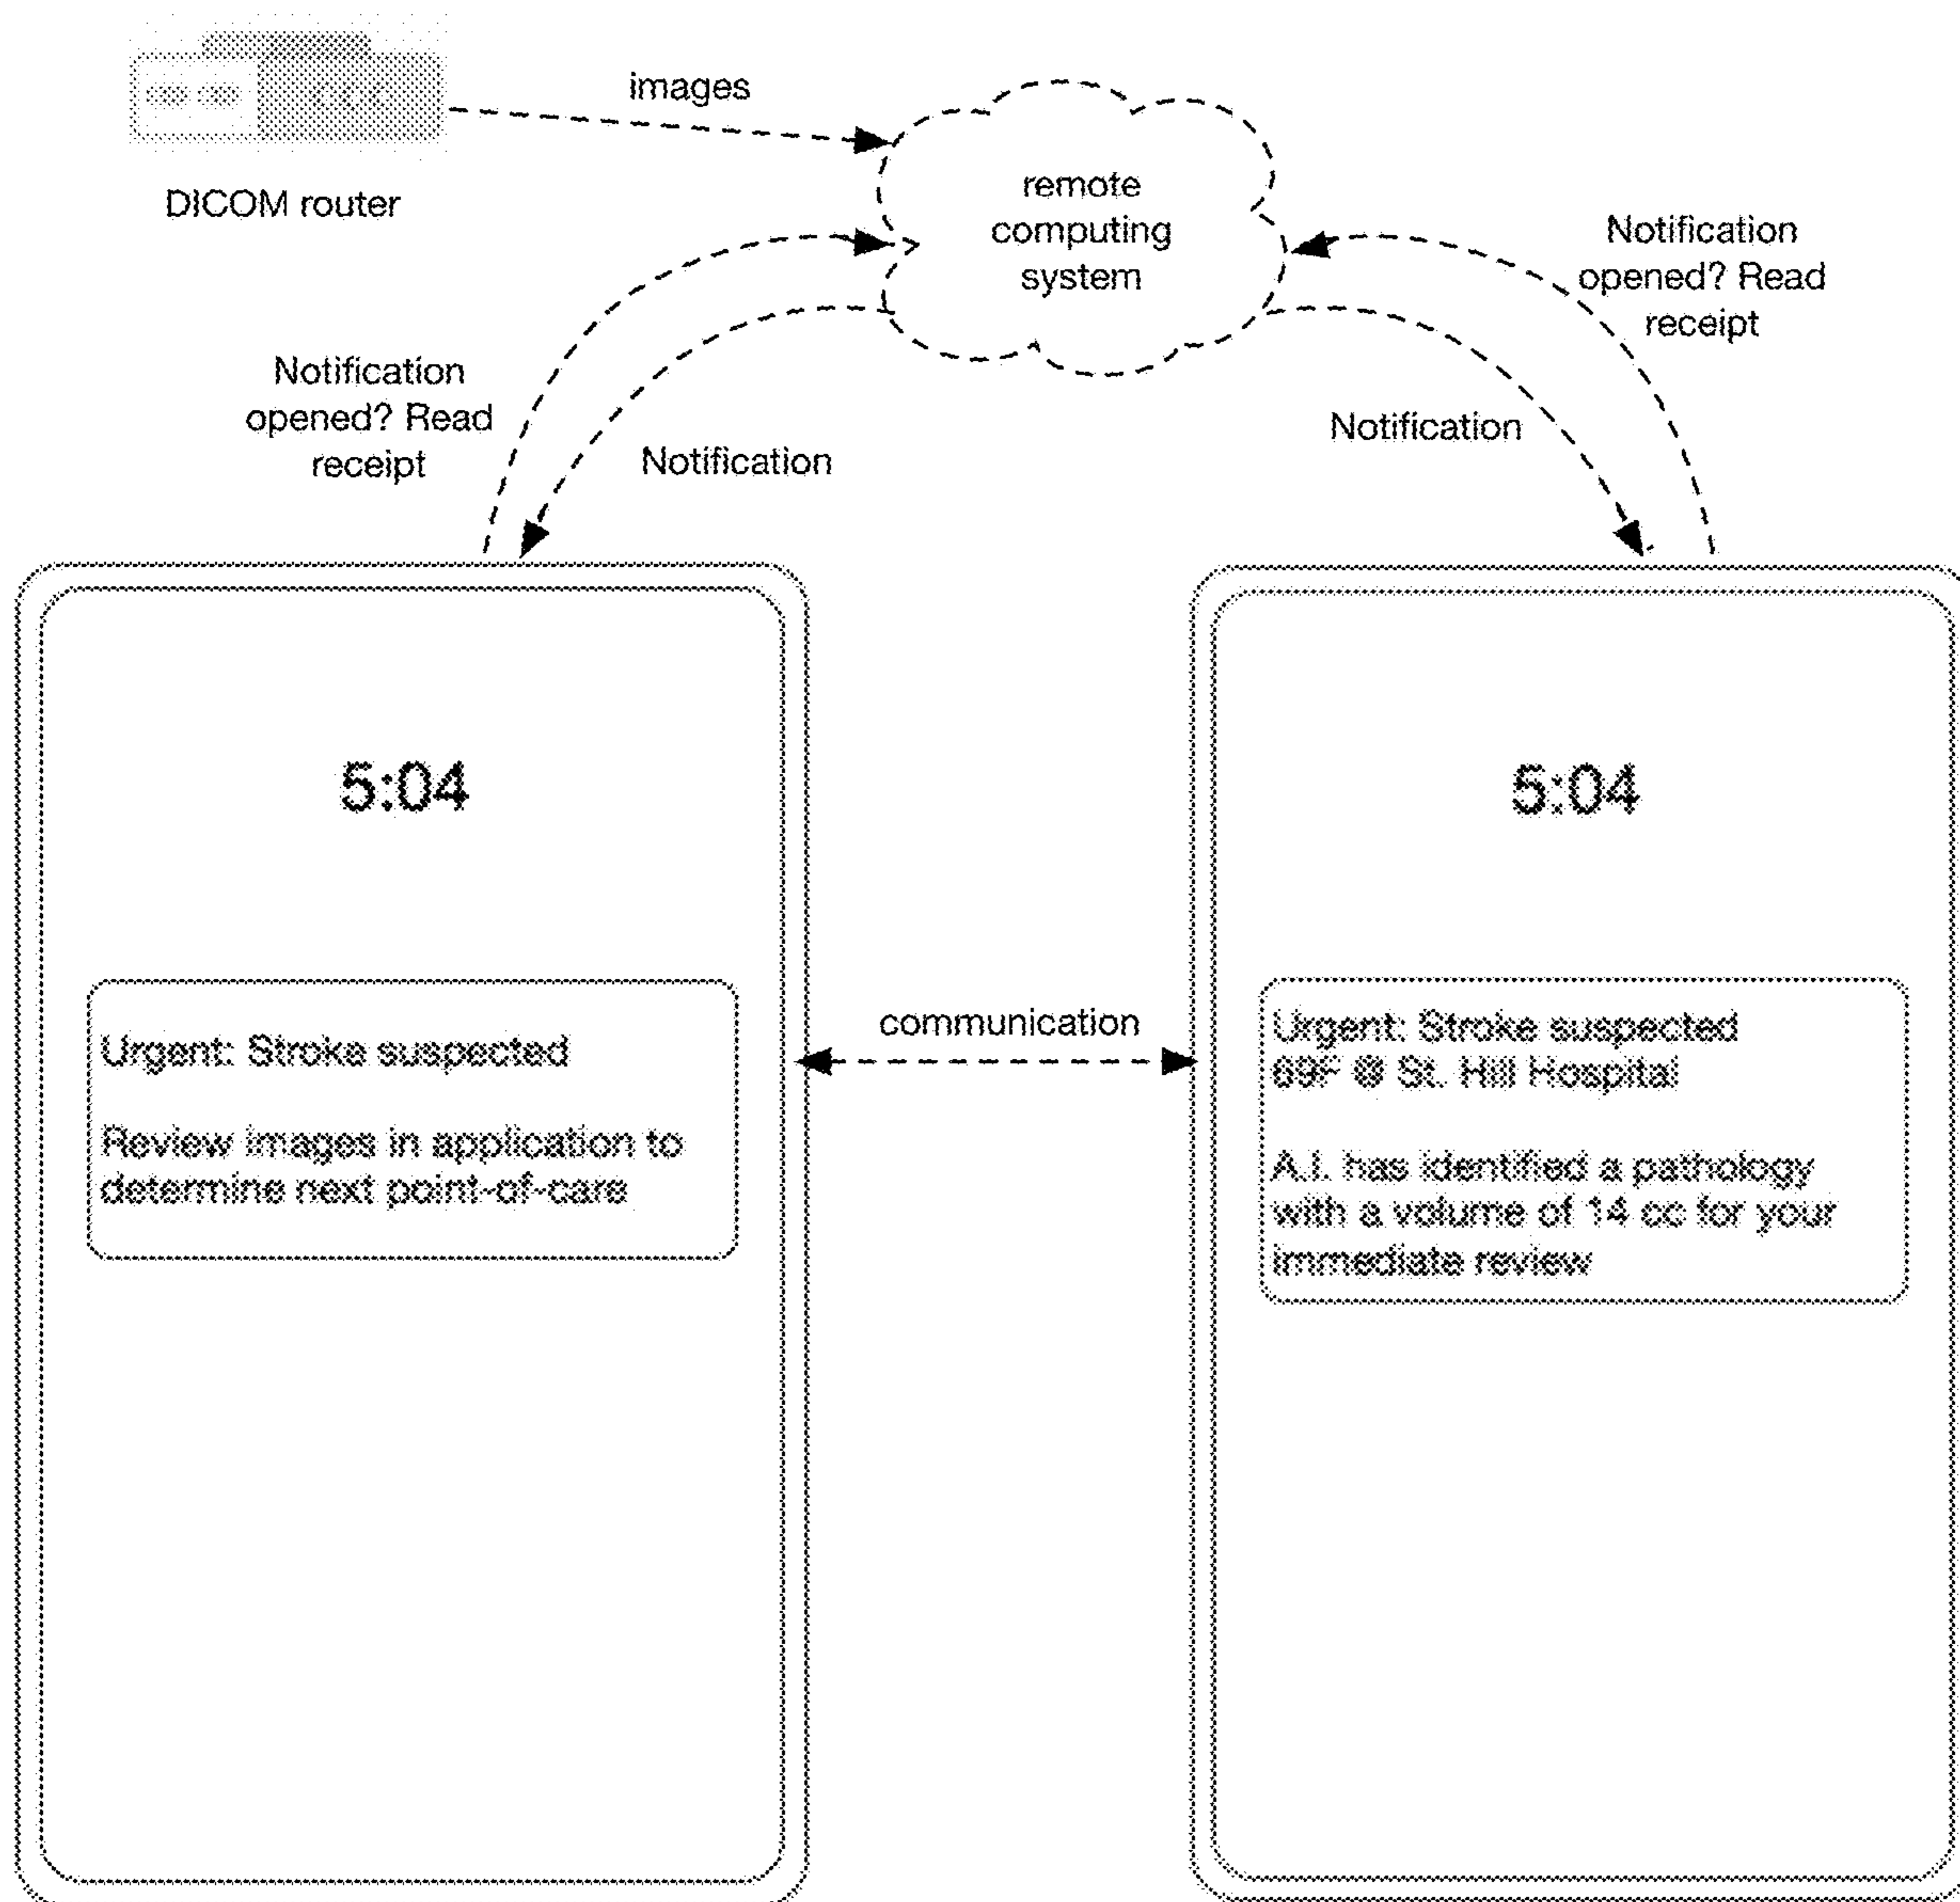 images
DICOM router
remote
computing
system
Notification
opened? Read
receipt
Notification
opened? Read
receipt
Notification
Notification
5:04
5:04
communication
Urgent: Stroke suspected
Review images in application to
determine next point-of-care
Urgent: Stroke suspected
69F @ St. Hill Hospital
A.I. has identified a pathology
with a volume of 14 cc for your
immediate review